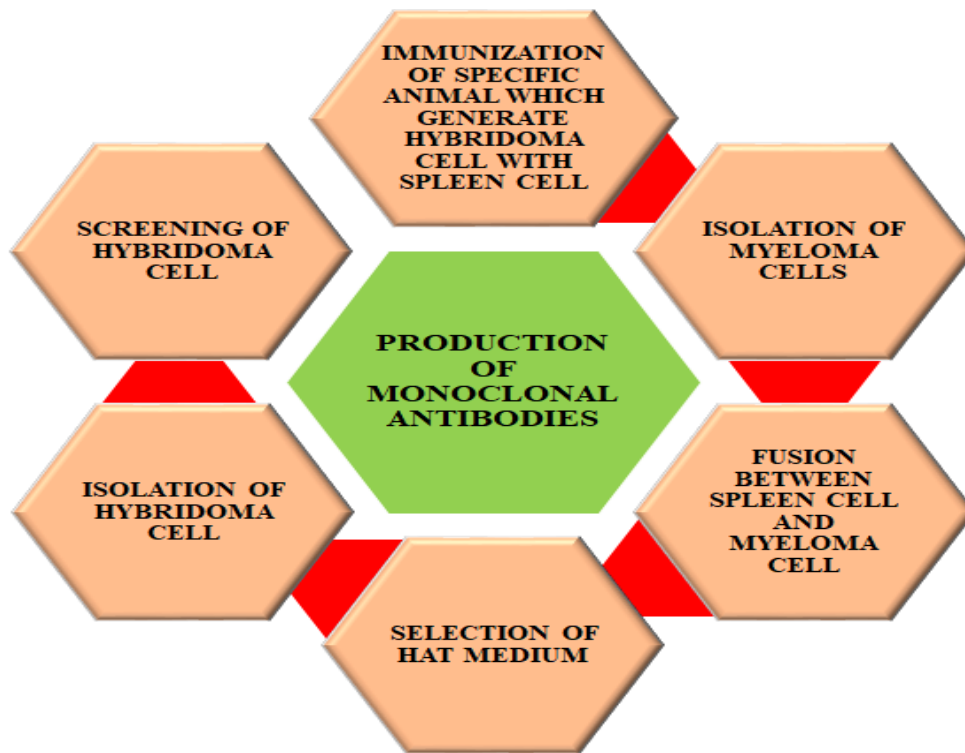 IMMUNIZATION
OF SPECIFIC
ANIMAL WHICH
GENERATE
HYBRIDOMA
CELL WITH
SPLEEN CELL
ISOLATION OF
MYELOMA
CELLS
FUSION
BETWEEN
SPLEEN CELL
AND
MYELOMA
CELL
SELECTION OF
HAT MEDIUM
ISOLATION OF
HYBRIDOMA
CELL
SCREENING OF
HYBRIDOMA
CELL
PRODUCTION
OF
MONOCLONAL
ANTIBODIES